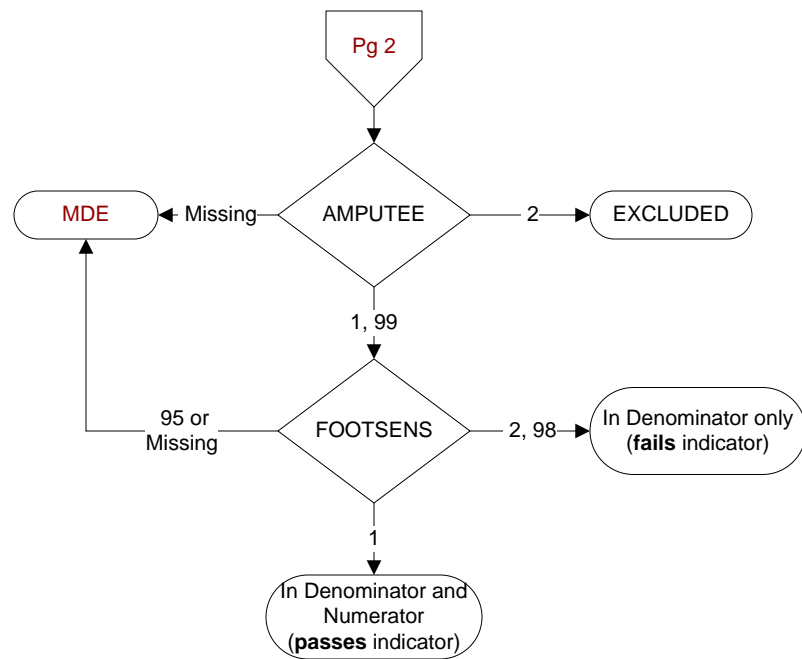 Pg 2
MDE
Missing
AMPUTEE
2
EXCLUDED
1, 99
95 or
Missing
FOOTSENS
2, 98
In Denominator only
(fails indicator)
1
In Denominator and
Numerator
(passes indicator)